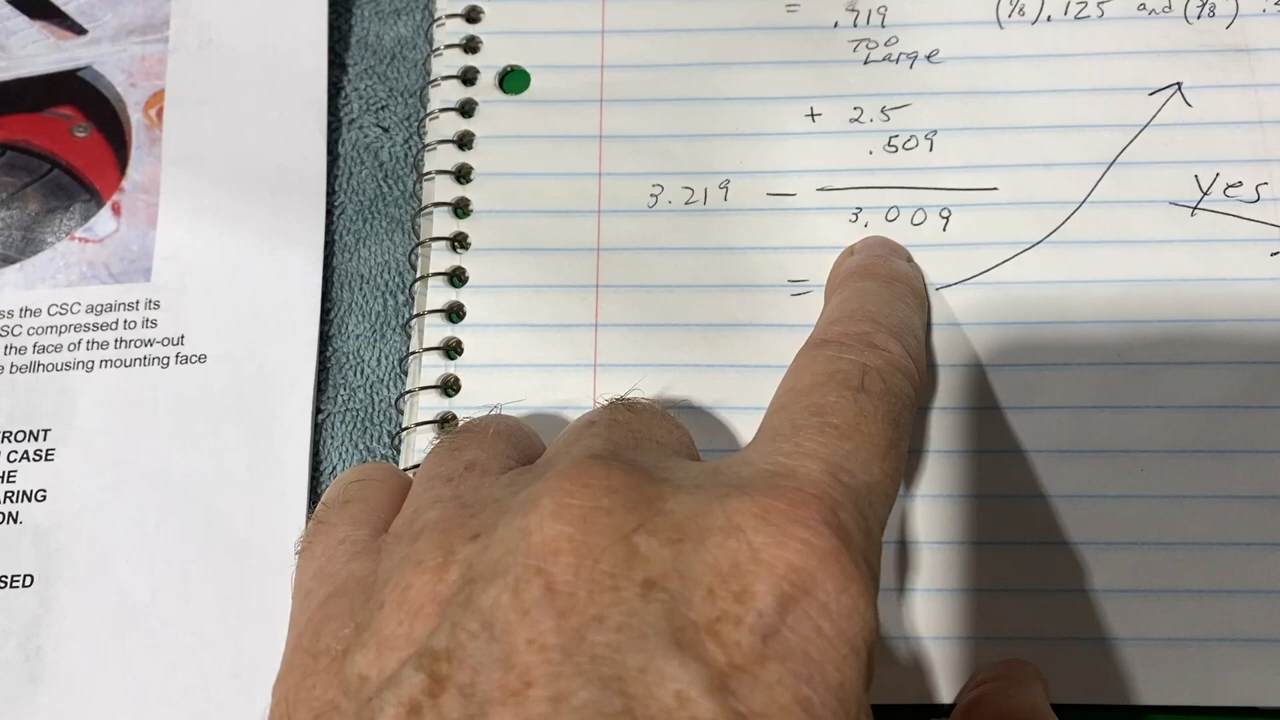 = .719 (1/8).125 and (7/8)
Too
Large
+ 2.5
.509
3.219 - 3.009
=
yes
ss the CSC against its
SC compressed to its
the face of the throw-out
e bellhousing mounting face
FRONT
CASE
HE
ARING
ON.
SED